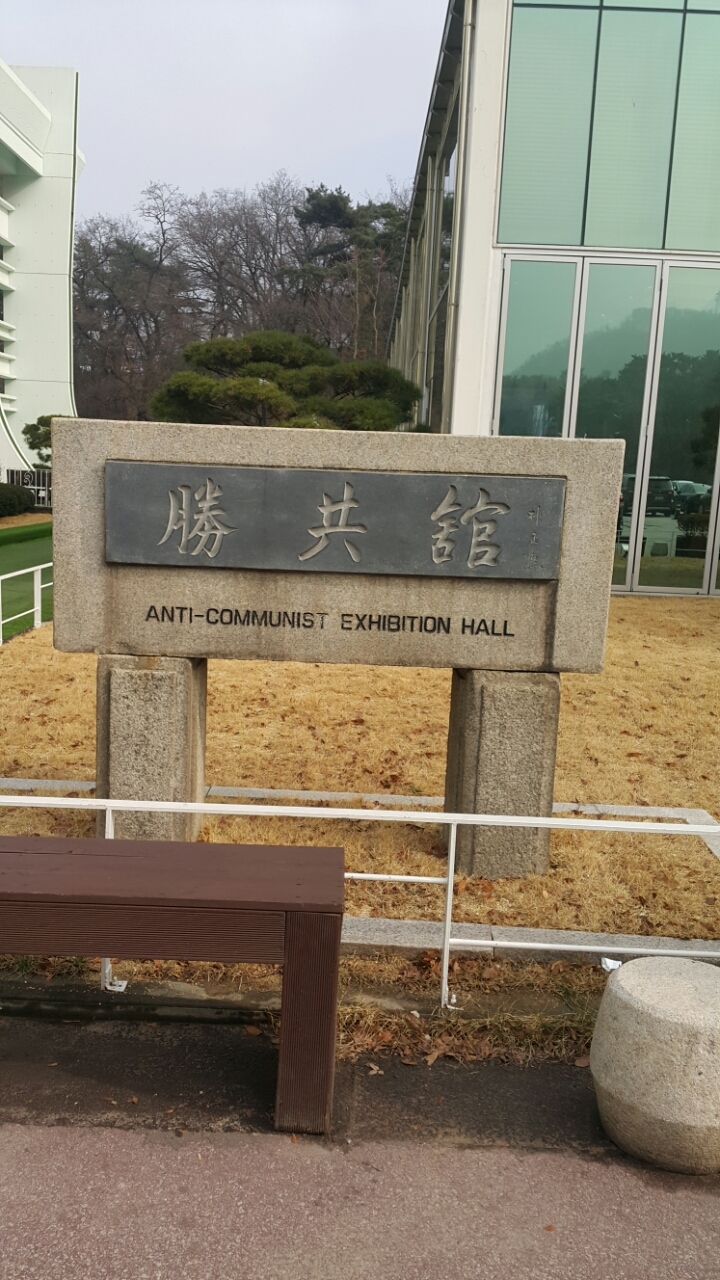 勝共館
ANTI-COMMUNIST EXHIBITION HALL